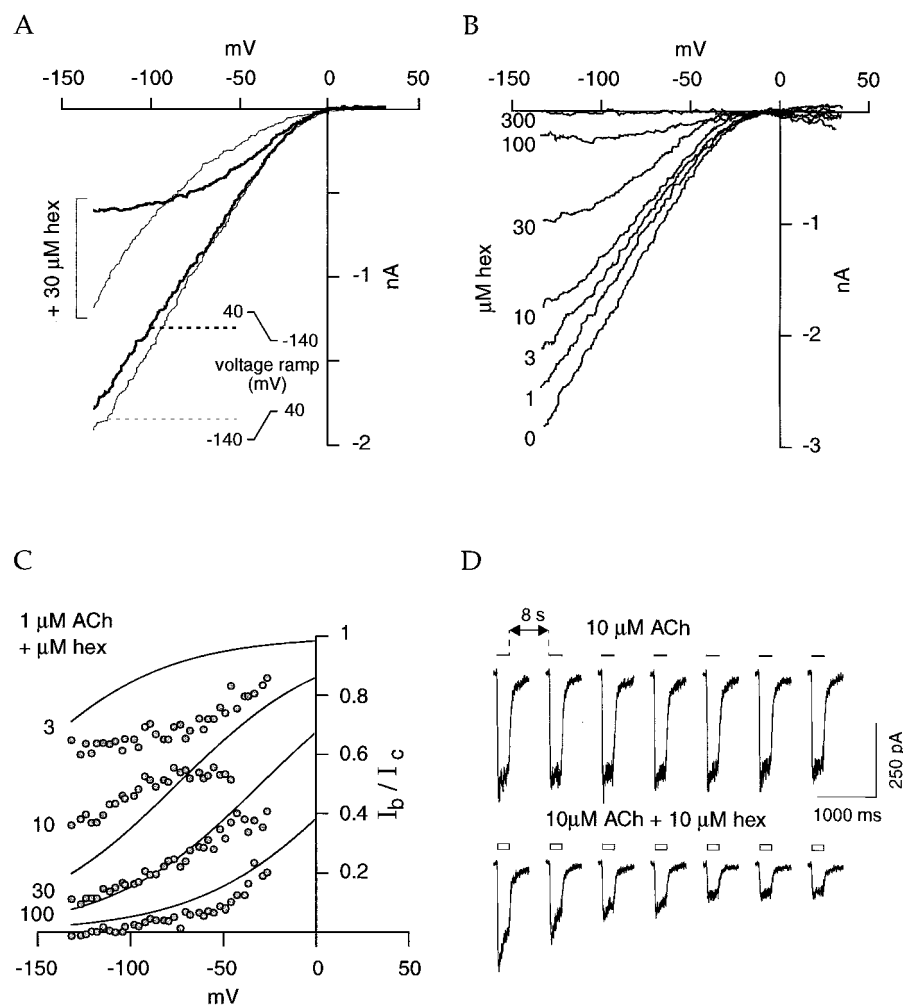 A
mV
-150 -100 -50 0 50
+ 30 µM hex
-1
nA
40
-140
voltage ramp
(mV)
40
-140
-2
B
mV
-150 -100 -50 0 50
300
100
30
10
3
1
0
µM hex
-1
nA
-2
-3
C
1 µM ACh
+ µM hex
1
0.8
0.6
0.4
0.2
I_b / I_c
3
10
30
100
-150 -100 -50 0 50
mV
D
8 s
10 µM ACh
250 pA
1000 ms
10µM ACh + 10 µM hex